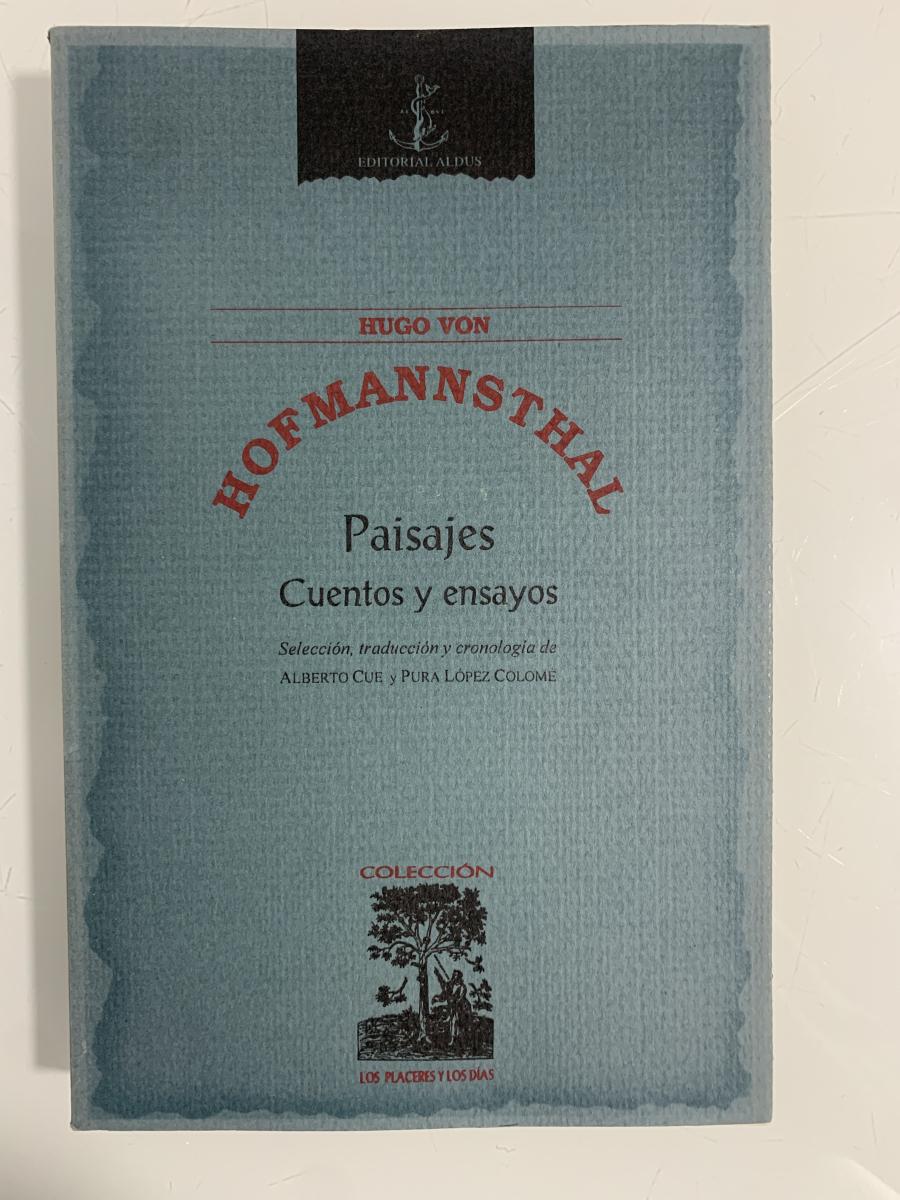 EDITORIAL ALDUS
HUGO VON
HOFMANNSTHAL
Paisajes
Cuentos y ensayos
Selección, traducción y cronología de
ALBERTO CUE y PURA LÓPEZ COLOMÉ
COLECCIÓN
LOS PLACERES Y LOS DÍAS